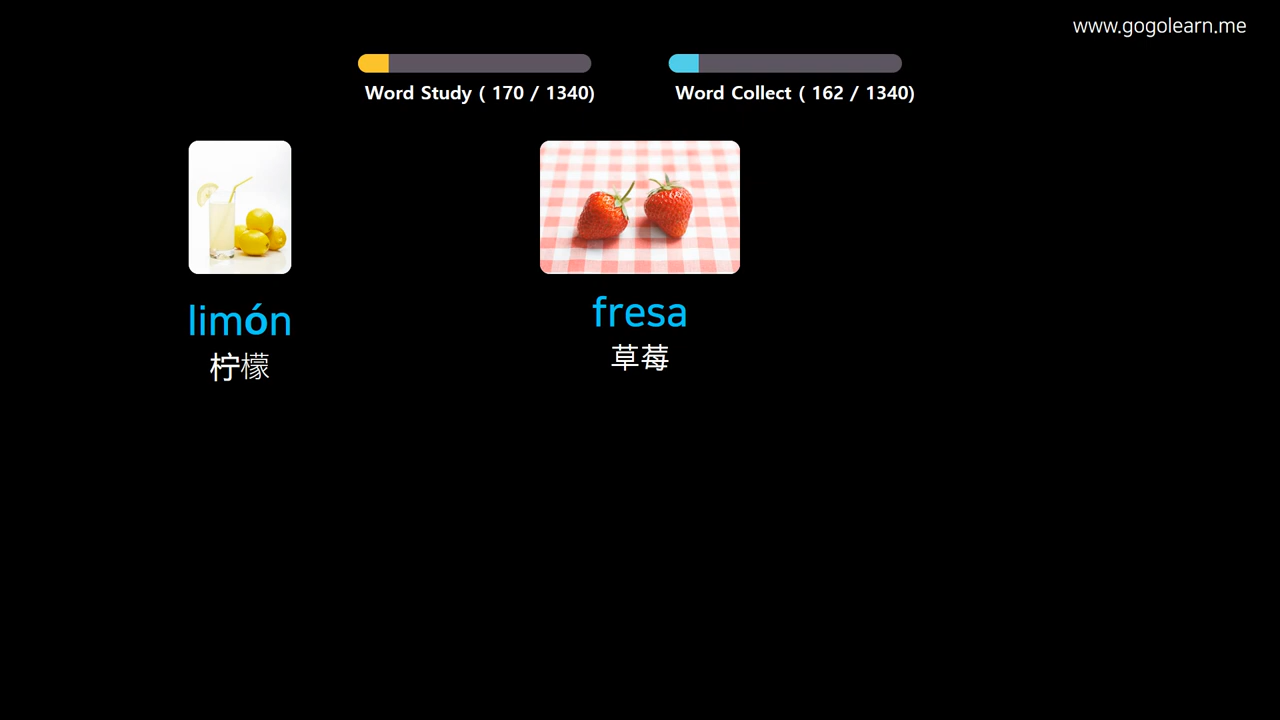 www.gogolearn.me
Word Study ( 170 / 1340)
Word Collect ( 162 / 1340)
limón
柠檬
fresa
草莓